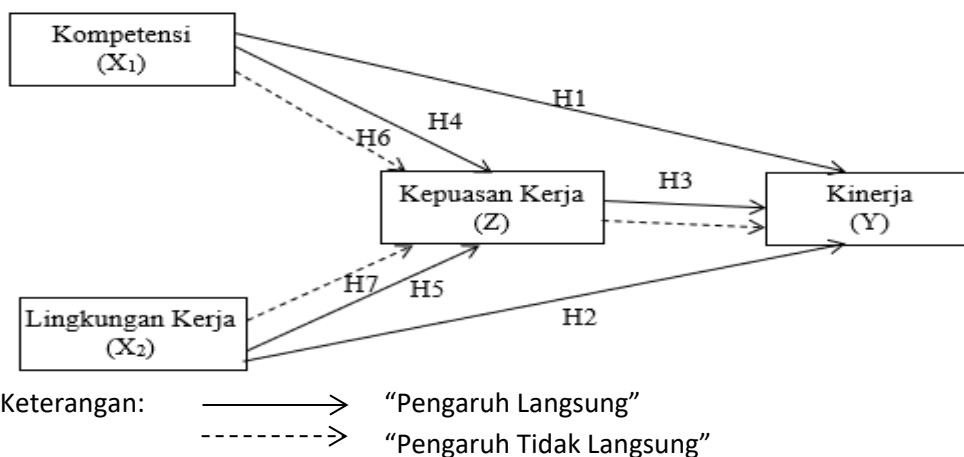 Kompetensi
(X₁)
H1
H4
H6
Kepuasan Kerja
(Z)
H3
Kinerja
(Y)
H7
H5
Lingkungan Kerja
(X₂)
H2
Keterangan:
“Pengaruh Langsung”
“Pengaruh Tidak Langsung”